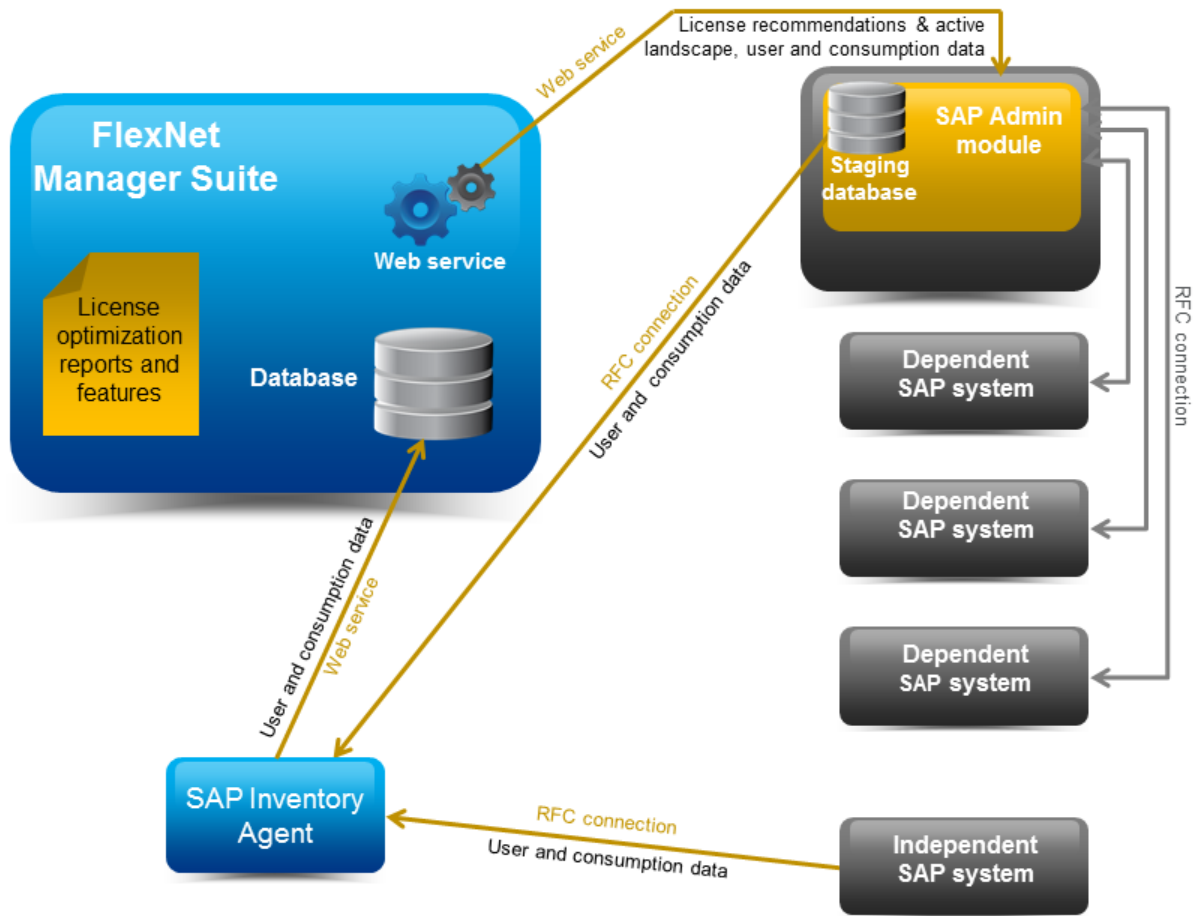 License recommendations & active
landscape, user and consumption data
Web service
FlexNet
Manager Suite
Web service
License
optimization
reports and
features
Database
SAP Admin
module
Staging
database
RFC connection
RFC connection
User and consumption data
Dependent
SAP system
Dependent
SAP system
Dependent
SAP system
User and consumption data
Web service
SAP Inventory
Agent
RFC connection
User and consumption data
Independent
SAP system